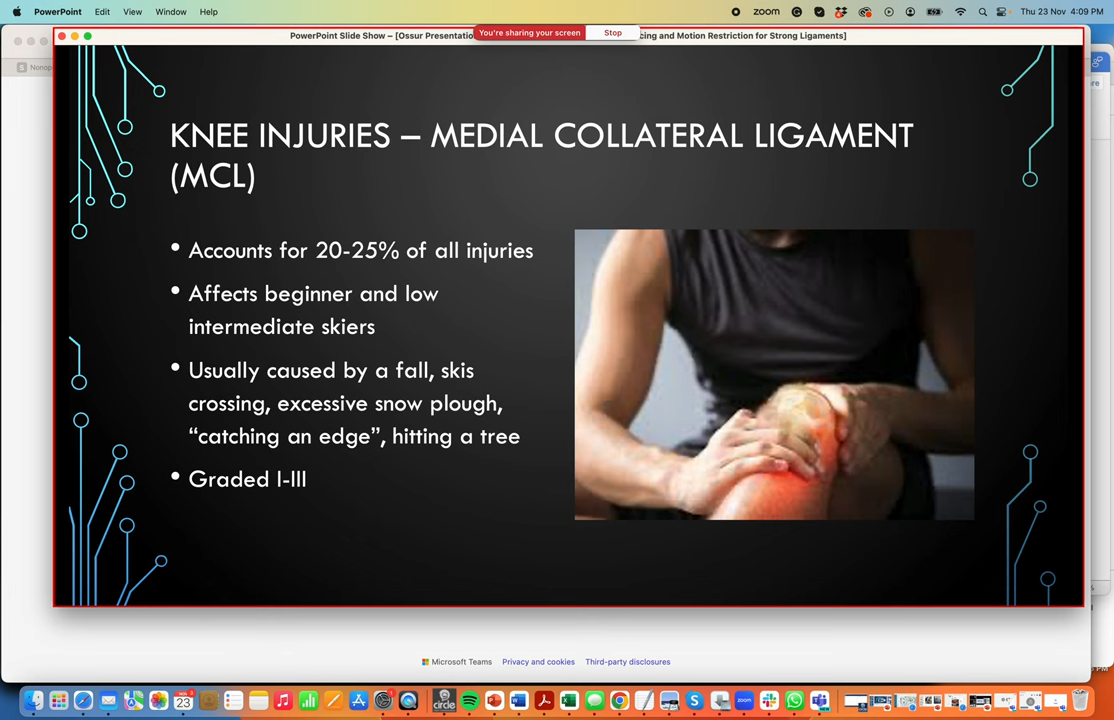 PowerPoint Edit View Window Help
zoom
Thu 23 Nov 4:09 PM
PowerPoint Slide Show – [Ossur Presentatio
You're sharing your screen Stop
cing and Motion Restriction for Strong Ligaments]
KNEE INJURIES – MEDIAL COLLATERAL LIGAMENT
(MCL)
• Accounts for 20-25% of all injuries
• Affects beginner and low
intermediate skiers
• Usually caused by a fall, skis
crossing, excessive snow plough,
“catching an edge”, hitting a tree
• Graded I-III
Microsoft Teams Privacy and cookies Third-party disclosures
23
circle
zoom